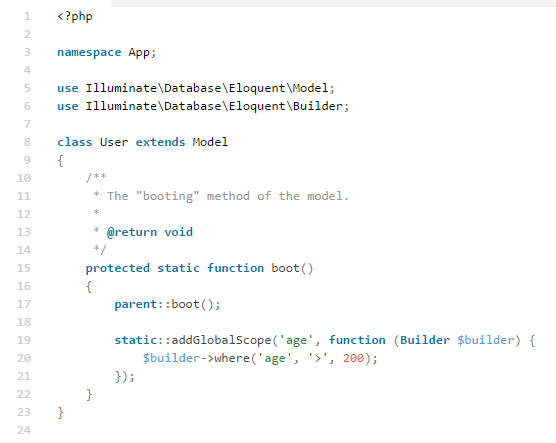 1 <?php
2
3 namespace App;
4
5 use Illuminate\Database\Eloquent\Model;
6 use Illuminate\Database\Eloquent\Builder;
7
8 class User extends Model
9 {
10     /**
11      * The "booting" method of the model.
12      *
13      * @return void
14      */
15     protected static function boot()
16     {
17         parent::boot();
18
19         static::addGlobalScope('age', function (Builder $builder) {
20             $builder->where('age', '>', 200);
21         });
22     }
23 }
24